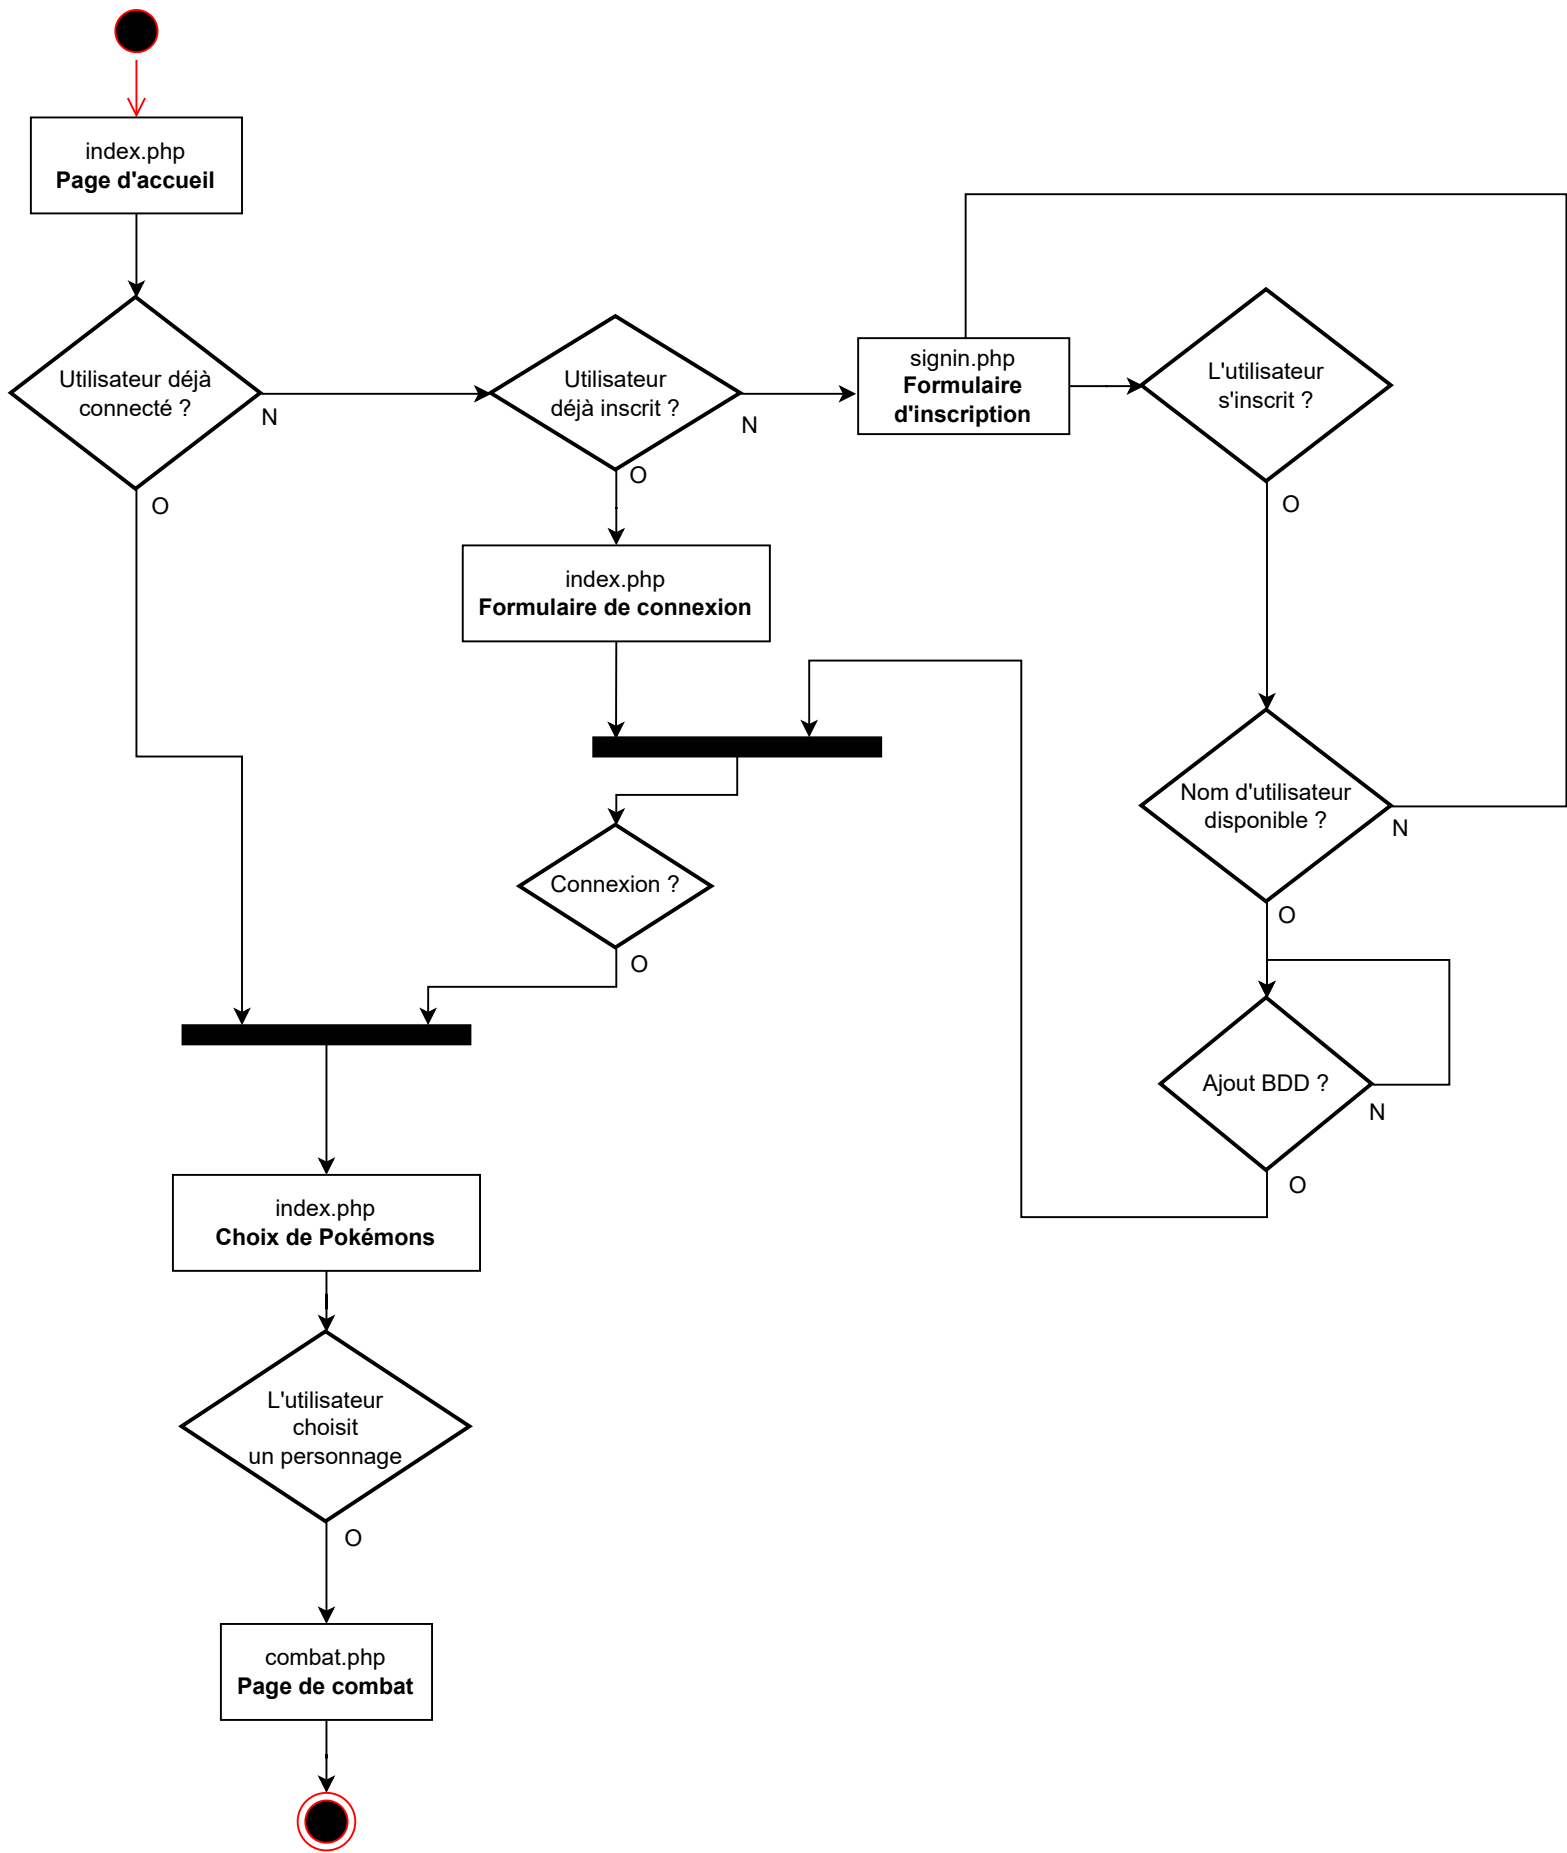 index.php
Page d'accueil
Utilisateur déjà
connecté ?
N
O
Utilisateur
déjà inscrit ?
N
O
signin.php
Formulaire
d'inscription
L'utilisateur
s'inscrit ?
O
index.php
Formulaire de connexion
Nom d'utilisateur
disponible ?
N
O
Connexion ?
O
Ajout BDD ?
N
O
index.php
Choix de Pokémons
L'utilisateur
choisit
un personnage
O
combat.php
Page de combat